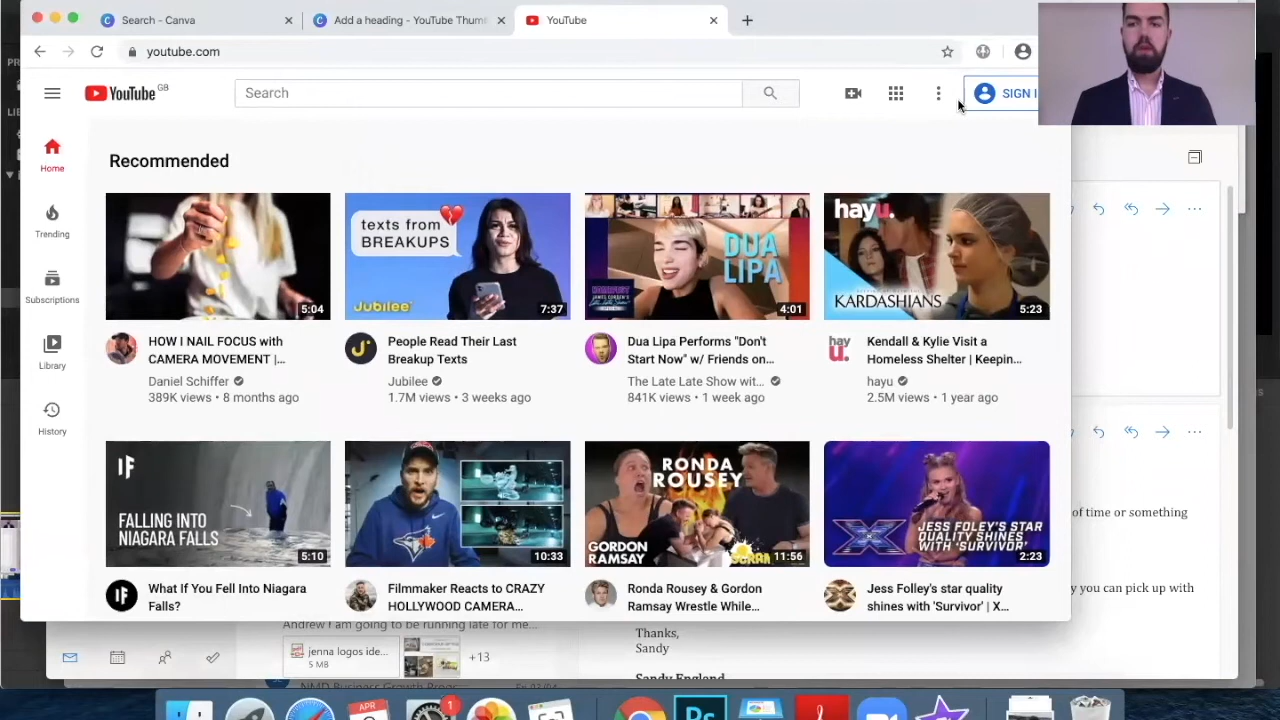 Search - Canva
Add a heading - YouTube Thum
YouTube
youtube.com
YouTube GB
Search
SIGN I
Home
Trending
Subscriptions
Library
History
Recommended
texts from
BREAKUPS
Jubilee
DUA
LIPA
hayu.
KARDASHIANS
5:04
7:37
4:01
5:23
HOW I NAIL FOCUS with
CAMERA MOVEMENT |...
Daniel Schiffer
389K views • 8 months ago
People Read Their Last
Breakup Texts
Jubilee
1.7M views • 3 weeks ago
Dua Lipa Performs "Don't
Start Now" w/ Friends on...
The Late Late Show wit...
841K views • 1 week ago
Kendall & Kylie Visit a
Homeless Shelter | Keepin...
hayu
2.5M views • 1 year ago
IF
FALLING INTO
NIAGARA FALLS
5:10
10:33
RONDA
ROUSEY
GORDON
RAMSAY
11:56
JESS FOLEY'S STAR
QUALITY SHINES
WITH 'SURVIVOR'
2:23
What If You Fell Into Niagara
Falls?
Filmmaker Reacts to CRAZY
HOLLYWOOD CAMERA...
Ronda Rousey & Gordon
Ramsay Wrestle While...
Jess Folley's star quality
shines with 'Survivor' | X...
of time or something
y you can pick up with
Andrew I am going to be running late for me...
jenna logos ide...
5 MB
+13
Thanks,
Sandy
Sandy England
APR
1
Ps